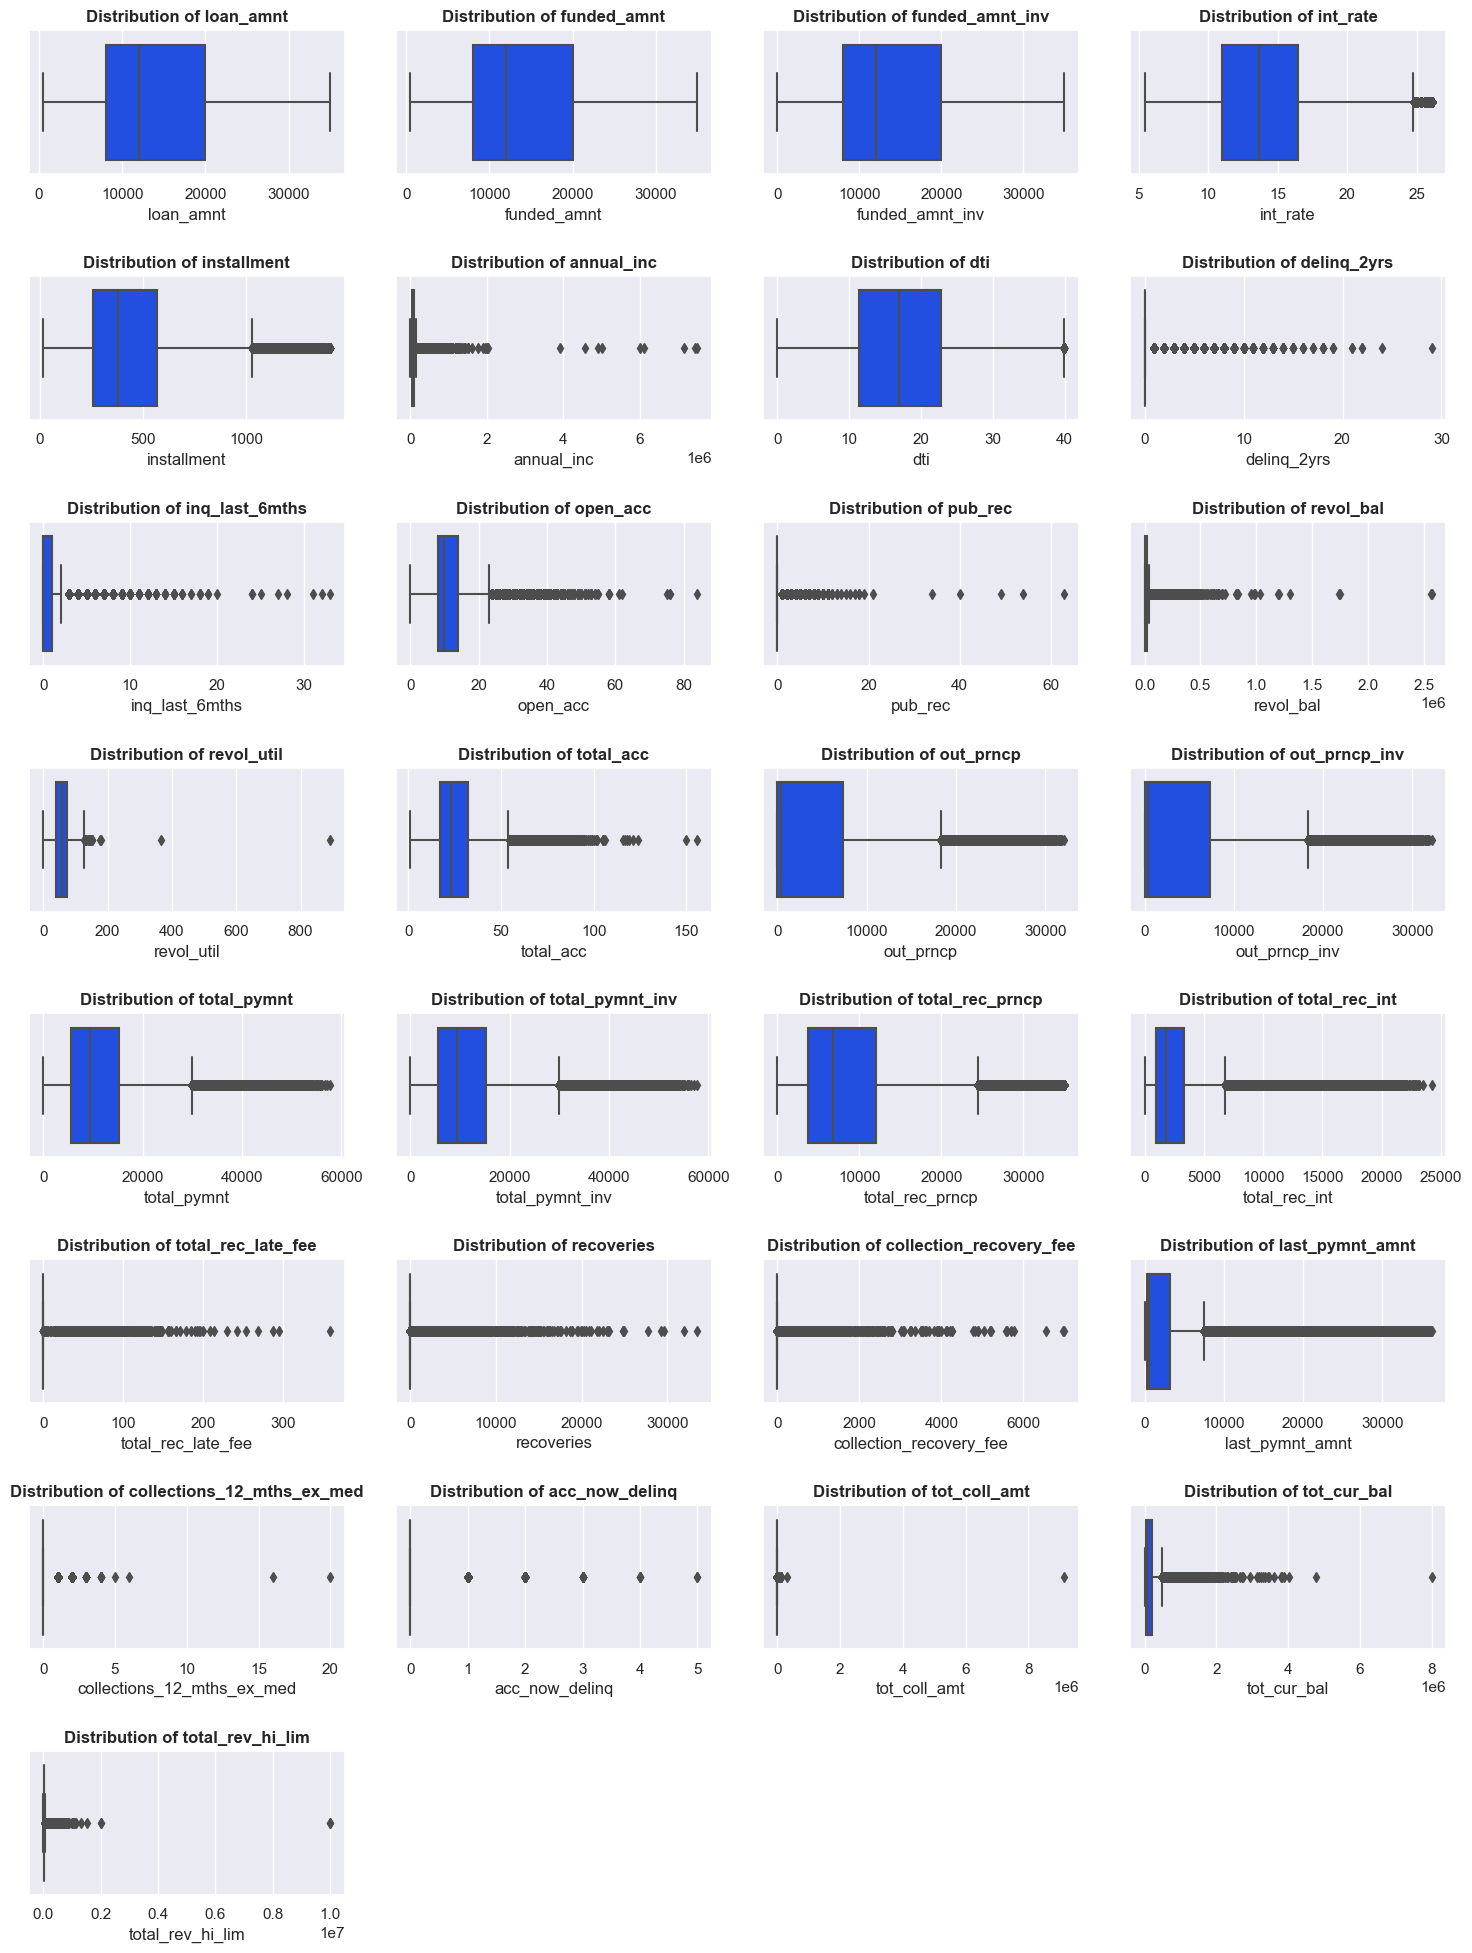 Distribution of loan_amnt
Distribution of funded_amnt
Distribution of funded_amnt_inv
Distribution of int_rate
0 10000 20000 30000
0 10000 20000 30000
0 10000 20000 30000
5 10 15 20 25
loan_amnt
funded_amnt
funded_amnt_inv
int_rate
Distribution of installment
Distribution of annual_inc
Distribution of dti
Distribution of delinq_2yrs
0 500 1000
0 2 4 6
0 10 20 30 40
0 10 20 30
installment
annual_inc
1e6
dti
delinq_2yrs
Distribution of inq_last_6mths
Distribution of open_acc
Distribution of pub_rec
Distribution of revol_bal
0 10 20 30
0 20 40 60 80
0 20 40 60
0.0 0.5 1.0 1.5 2.0 2.5
inq_last_6mths
open_acc
pub_rec
revol_bal
1e6
Distribution of revol_util
Distribution of total_acc
Distribution of out_prncp
Distribution of out_prncp_inv
0 200 400 600 800
0 50 100 150
0 10000 20000 30000
0 10000 20000 30000
revol_util
total_acc
out_prncp
out_prncp_inv
Distribution of total_pymnt
Distribution of total_pymnt_inv
Distribution of total_rec_prncp
Distribution of total_rec_int
0 20000 40000 60000
0 20000 40000 60000
0 10000 20000 30000
0 5000 10000 15000 20000 25000
total_pymnt
total_pymnt_inv
total_rec_prncp
total_rec_int
Distribution of total_rec_late_fee
Distribution of recoveries
Distribution of collection_recovery_fee
Distribution of last_pymnt_amnt
0 100 200 300
0 10000 20000 30000
0 2000 4000 6000
0 10000 20000 30000
total_rec_late_fee
recoveries
collection_recovery_fee
last_pymnt_amnt
Distribution of collections_12_mths_ex_med
Distribution of acc_now_delinq
Distribution of tot_coll_amt
Distribution of tot_cur_bal
0 5 10 15 20
0 1 2 3 4 5
0 2 4 6 8
0 2 4 6 8
collections_12_mths_ex_med
acc_now_delinq
tot_coll_amt
1e6
tot_cur_bal
1e6
Distribution of total_rev_hi_lim
0.0 0.2 0.4 0.6 0.8 1.0
total_rev_hi_lim
1e7